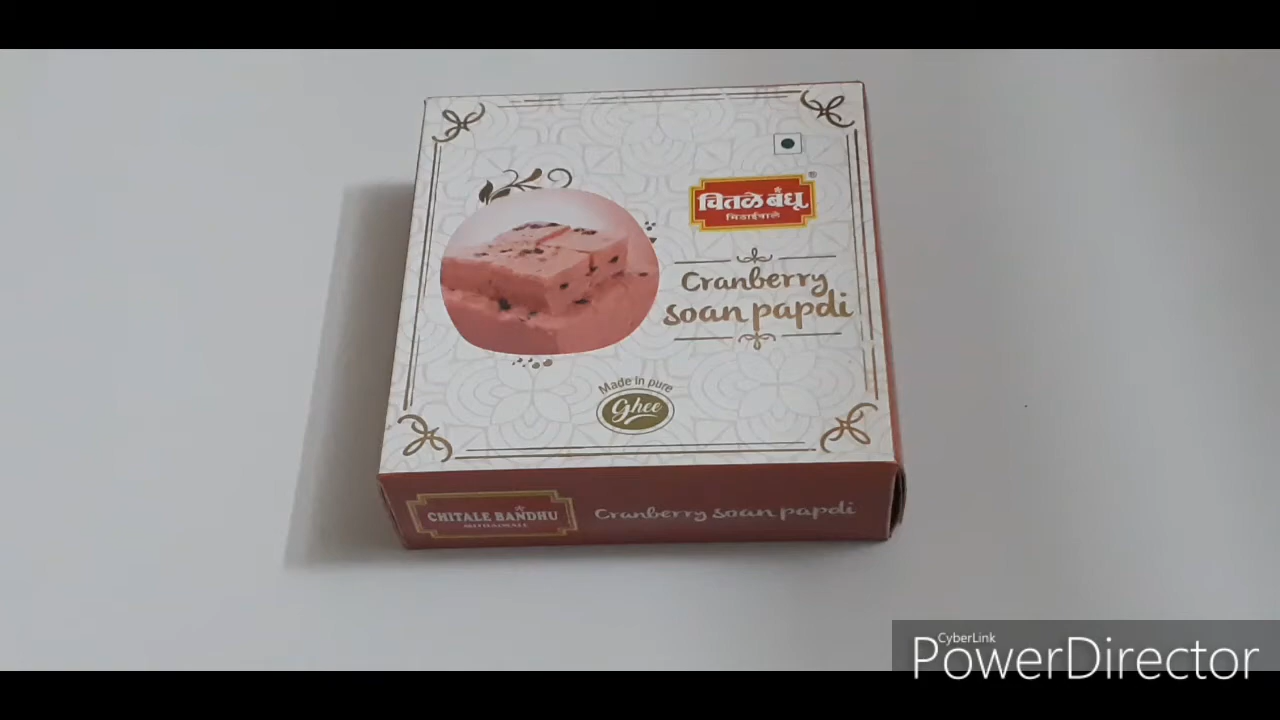 चितळे बंधू
मिठाईवाले
®
Cranberry
soan papdi
Made in pure
Ghee
CHITALE BANDHU
MITHAIWALE
Cranberry soan papdi
CyberLink
PowerDirector